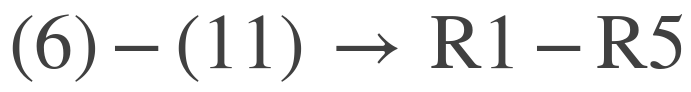 (6) – (11) → R1 – R5